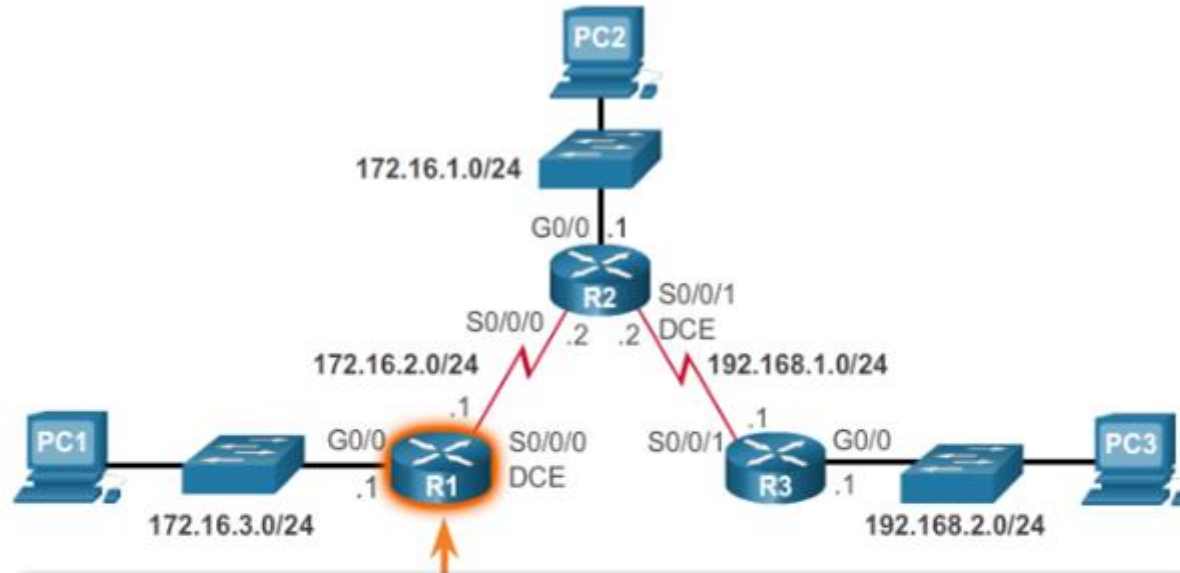 PC2
172.16.1.0/24
G0/0 .1
R2
S0/0/1
DCE
S0/0/0
.2 .2
172.16.2.0/24
192.168.1.0/24
.1
.1
PC1
G0/0
S0/0/0
DCE
S0/0/1
G0/0
PC3
.1
R1
R3
.1
172.16.3.0/24
192.168.2.0/24